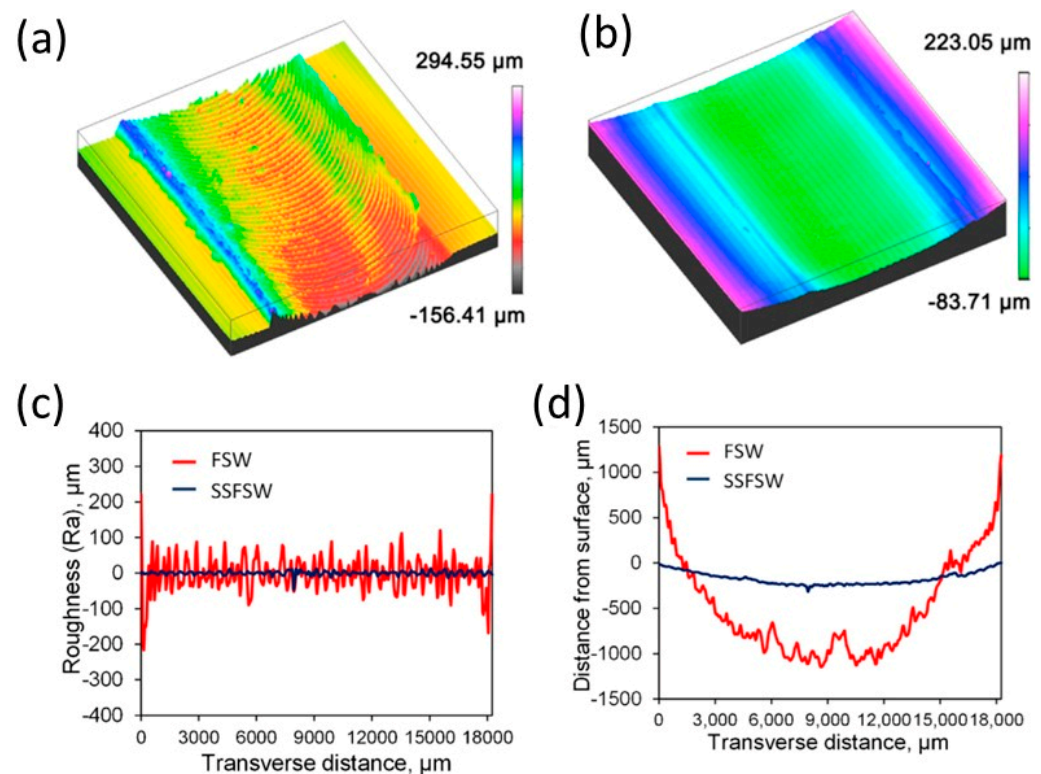 (a)
294.55 µm
-156.41 µm
(b)
223.05 µm
-83.71 µm
(c)
400
300
200
100
0
-100
-200
-300
-400
Roughness (Ra), µm
FSW
SSFSW
0 3000 6000 9000 12000 15000 18000
Transverse distance, µm
(d)
1500
1000
500
0
-500
-1000
-1500
Distance from surface, µm
FSW
SSFSW
0 3,000 6,000 9,000 12,000 15,000 18,000
Transverse distance, µm